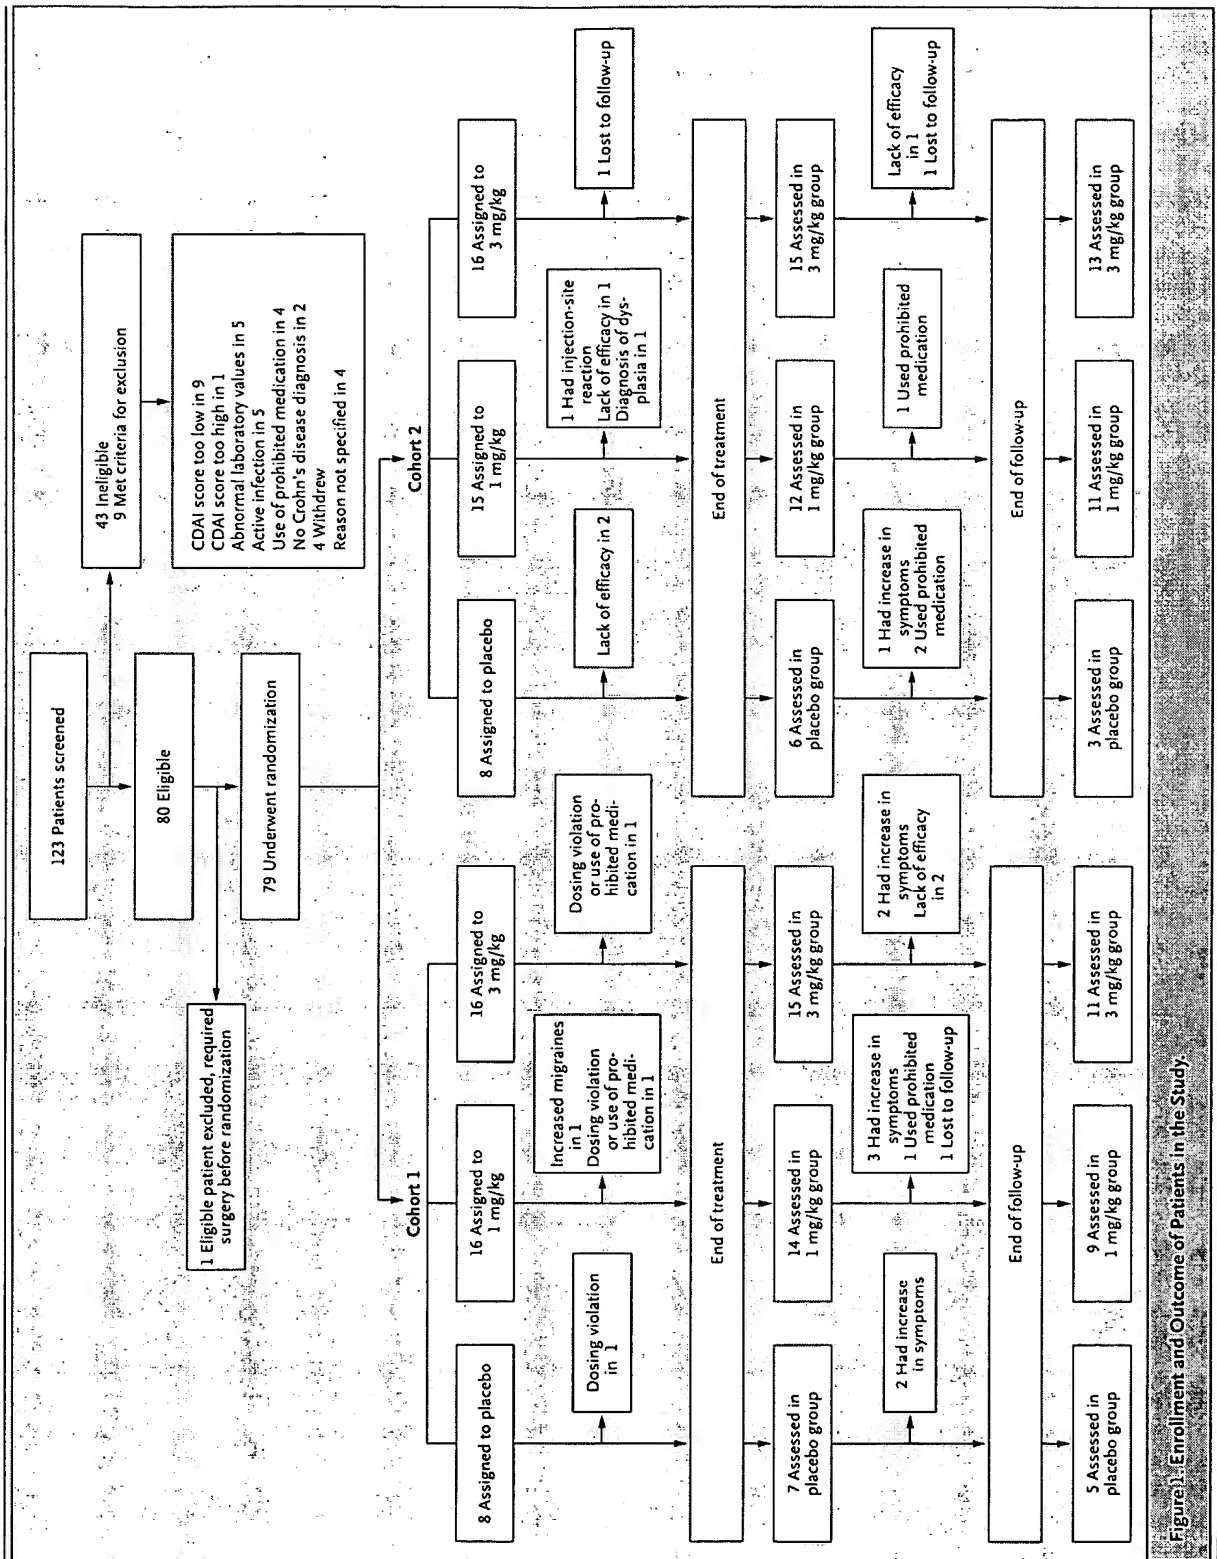 123 Patients screened
43 Ineligible
9 Met criteria for exclusion
80 Eligible
CDAI score too low in 9
CDAI score too high in 1
Abnormal laboratory values in 5
Active infection in 5
Use of prohibited medication in 4
No Crohn's disease diagnosis in 2
4 Withdrew
Reason not specified in 4
1 Eligible patient excluded, required
surgery before randomization
79 Underwent randomization
Cohort 1
Cohort 2
8 Assigned to placebo
16 Assigned to
1 mg/kg
16 Assigned to
3 mg/kg
8 Assigned to placebo
15 Assigned to
1 mg/kg
16 Assigned to
3 mg/kg
Dosing violation
in 1
Increased migraines
in 1
Dosing violation
or use of pro-
hibited medi-
cation in 1
Dosing violation
or use of pro-
hibited medi-
cation in 1
Lack of efficacy in 2
1 Had injection-site
reaction
Lack of efficacy in 1
Diagnosis of dys-
plasia in 1
1 Lost to follow-up
End of treatment
End of treatment
7 Assessed in
placebo group
14 Assessed in
1 mg/kg group
15 Assessed in
3 mg/kg group
6 Assessed in
placebo group
12 Assessed in
1 mg/kg group
15 Assessed in
3 mg/kg group
2 Had increase
in symptoms
3 Had increase in
symptoms
1 Used prohibited
medication
1 Lost to follow-up
2 Had increase in
symptoms
Lack of efficacy
in 2
1 Had increase in
symptoms
2 Used prohibited
medication
1 Used prohibited
medication
Lack of efficacy
in 1
1 Lost to follow-up
End of follow-up
End of follow-up
5 Assessed in
placebo group
9 Assessed in
1 mg/kg group
11 Assessed in
3 mg/kg group
3 Assessed in
placebo group
11 Assessed in
1 mg/kg group
13 Assessed in
3 mg/kg group
Figure 1. Enrollment and Outcome of Patients in the Study.